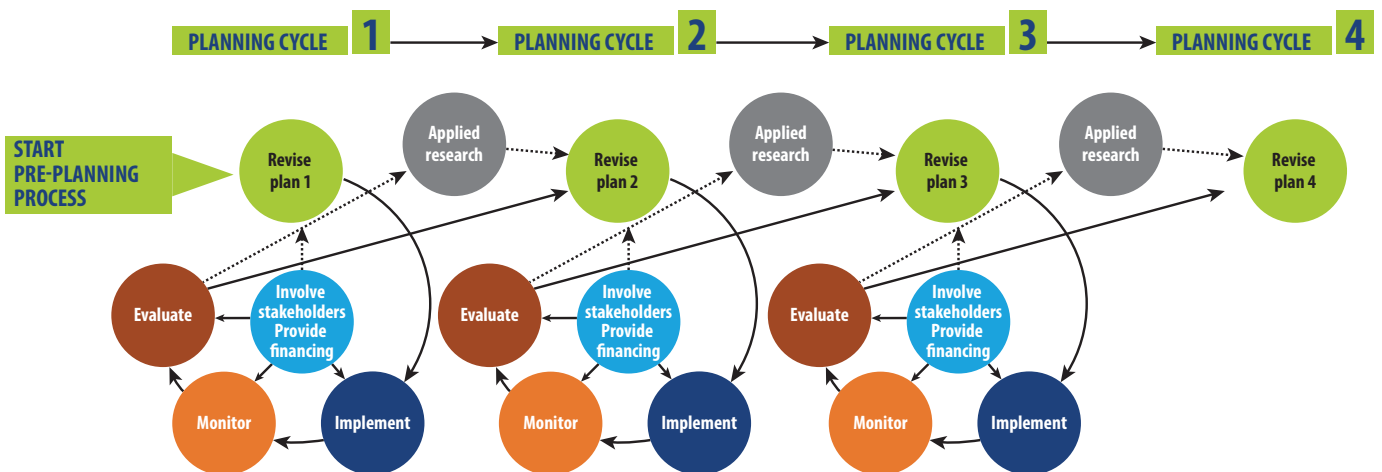 PLANNING CYCLE 1
PLANNING CYCLE 2
PLANNING CYCLE 3
PLANNING CYCLE 4
START
PRE-PLANNING
PROCESS
Revise
plan 1
Applied
research
Revise
plan 2
Applied
research
Revise
plan 3
Applied
research
Revise
plan 4
Evaluate
Involve
stakeholders
Provide
financing
Monitor
Implement
Evaluate
Involve
stakeholders
Provide
financing
Monitor
Implement
Evaluate
Involve
stakeholders
Provide
financing
Monitor
Implement